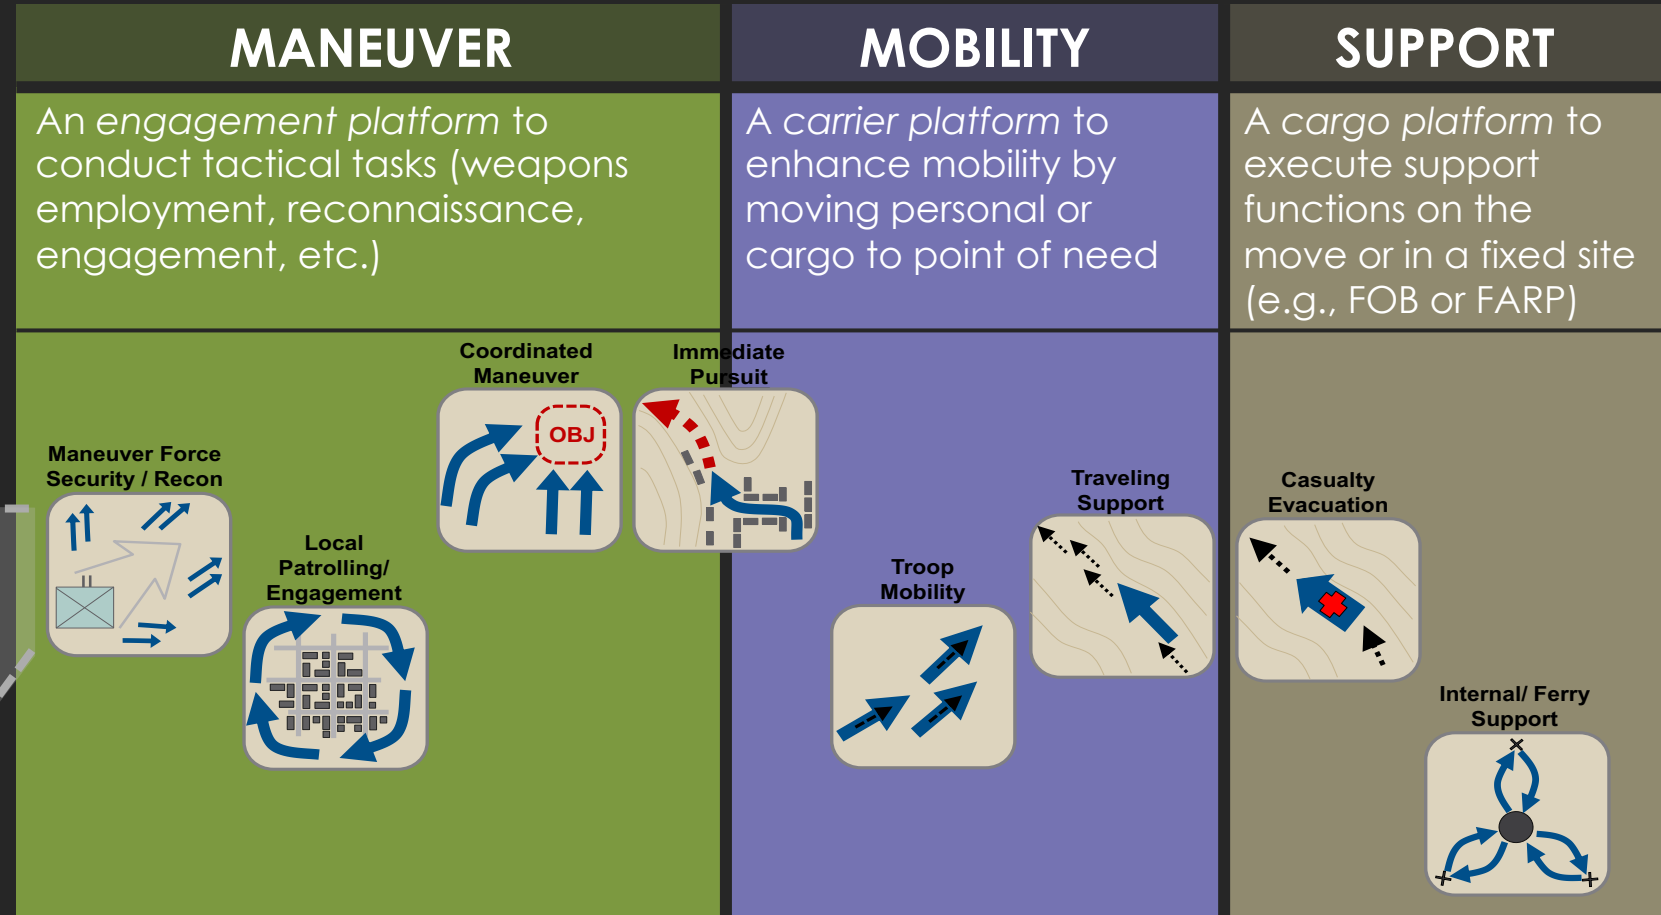 MANEUVER
An engagement platform to
conduct tactical tasks (weapons
employment, reconnaissance,
engagement, etc.)
MOBILITY
A carrier platform to
enhance mobility by
moving personal or
cargo to point of need
SUPPORT
A cargo platform to
execute support
functions on the
move or in a fixed site
(e.g., FOB or FARP)
Maneuver Force
Security / Recon
Local
Patrolling/
Engagement
Coordinated
Maneuver
OBJ
Immediate
Pursuit
Troop
Mobility
Traveling
Support
Casualty
Evacuation
Internal/ Ferry
Support